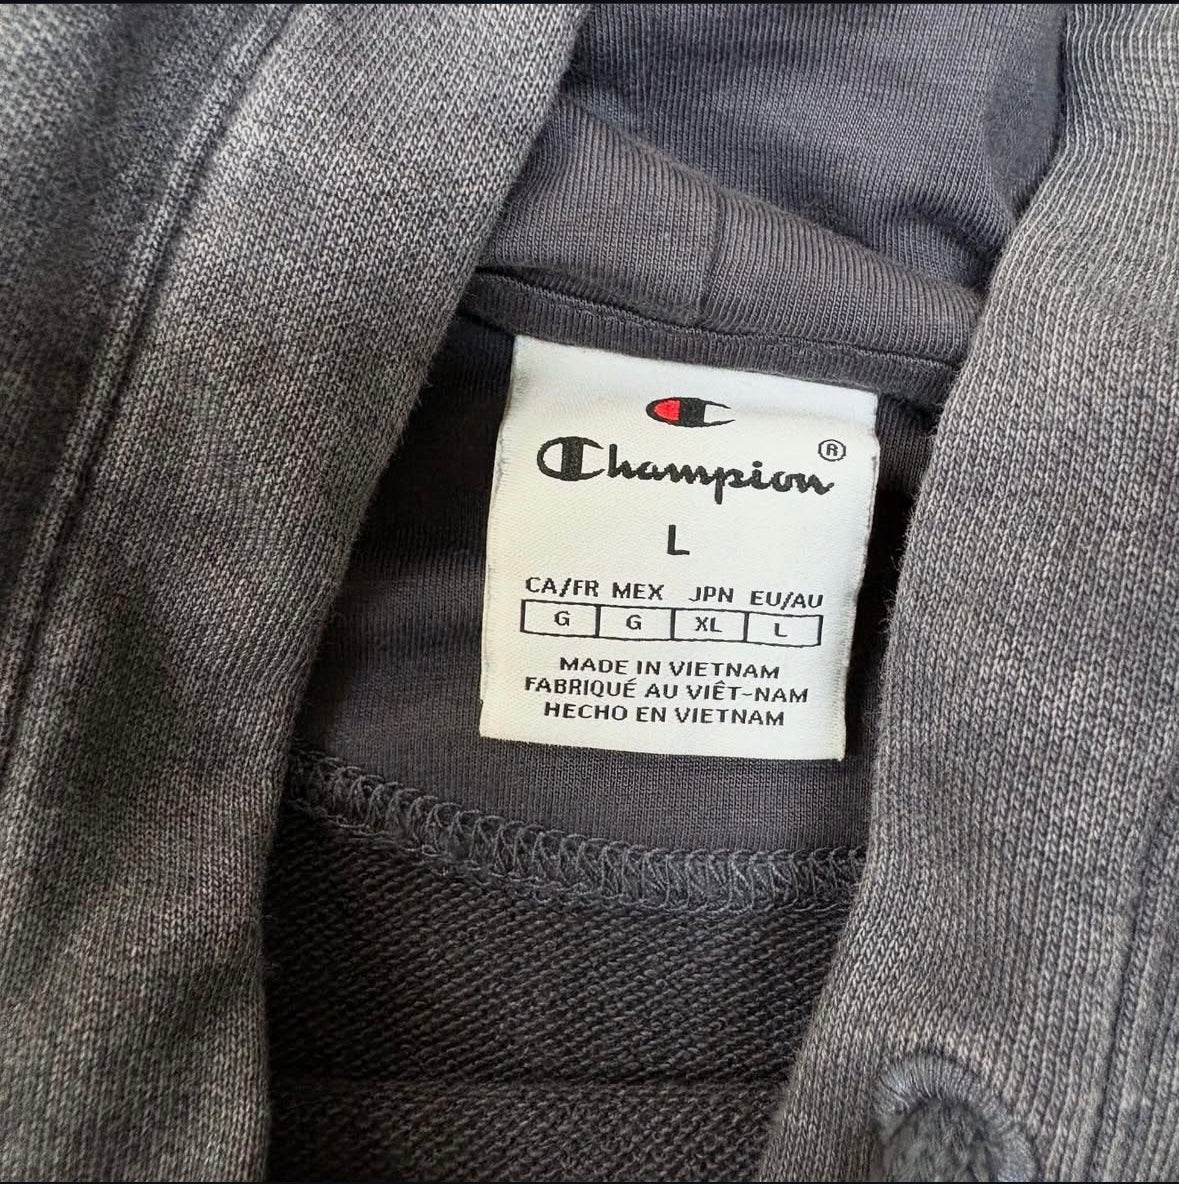 Champion®
L
CA/FR MEX JPN EU/AU
G G XL L
MADE IN VIETNAM
FABRIQUÉ AU VIÊT-NAM
HECHO EN VIETNAM